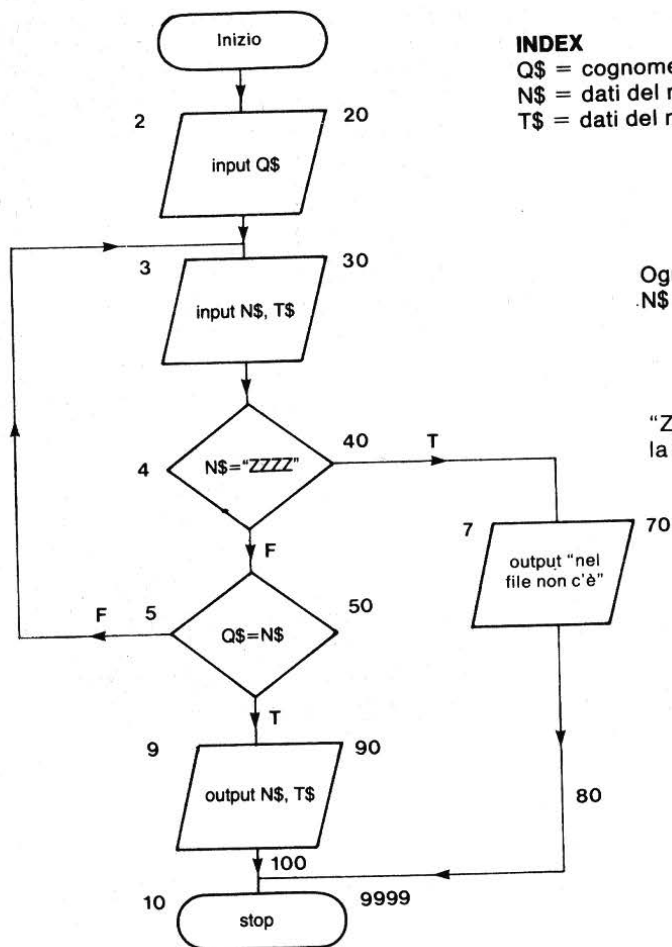 Inizio
INDEX
Q$ = cognome
N$ = dati del
T$ = dati del
2
20
input Q$
3
30
input N$, T$
N$
4
N$="ZZZZ"
40
T
"Z
la
F
7
70
output "nel
file non c'è"
F
5
50
Q$=N$
T
9
90
output N$, T$
80
100
10
9999
stop